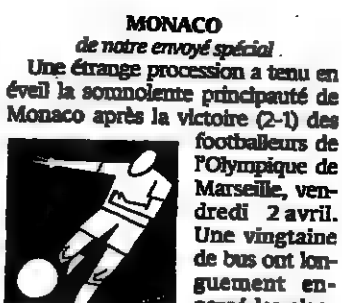 MONACO
de notre envoyé spécial
Une étrange procession a tenu en
éveil la somnolente principauté de
Monaco après la victoire (2-1) des
footballeurs de
l'Olympique de
Marseille, ven-
dredi 2 avril.
Une vingtaine
de bus ont lon-
guement en-